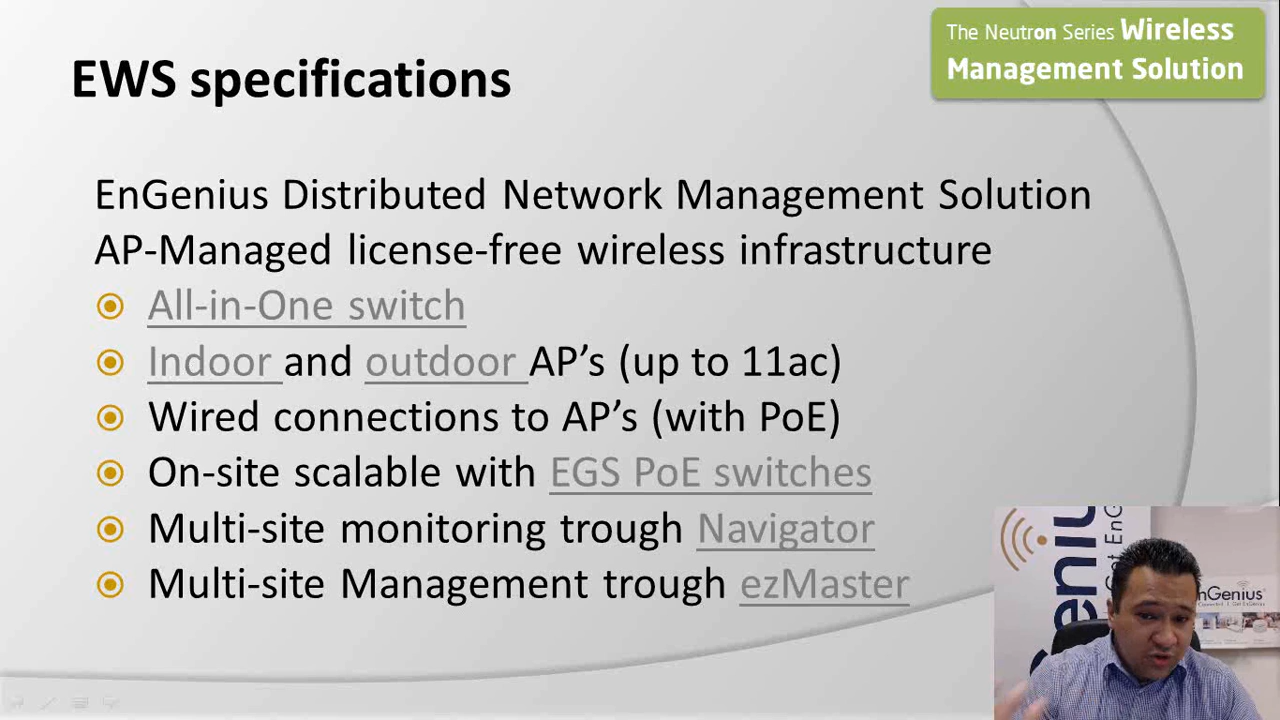 The Neutron Series Wireless
Management Solution
EWS specifications
EnGenius Distributed Network Management Solution
AP-Managed license-free wireless infrastructure
All-in-One switch
Indoor and outdoor AP’s (up to 11ac)
Wired connections to AP’s (with PoE)
On-site scalable with EGS PoE switches
Multi-site monitoring trough Navigator
Multi-site Management trough ezMaster